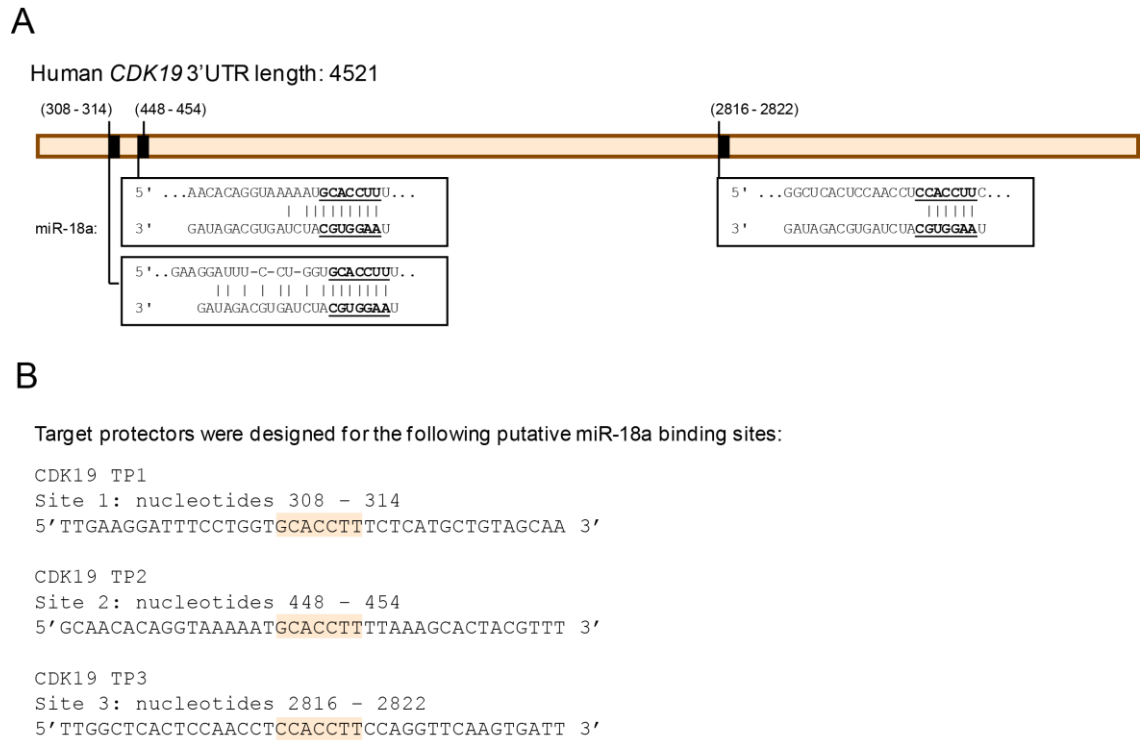 A
Human CDK19 3’UTR length: 4521
(308 - 314) (448 - 454) (2816 - 2822)
5' ...AACACAGGUAAAAAUGCACCUUU...
miR-18a: 3' GAUAGACGUGAUCUACGUGGAAU
5'..GAAGGAUUU-C-CU-GGUGCACCUUU..
3' GAUAGACGUGAUCUACGUGGAAU
5' ...GGCUCACUCCAACCUCCACCUUC...
3' GAUAGACGUGAUCUACGUGGAAU
B
Target protectors were designed for the following putative miR-18a binding sites:
CDK19 TP1
Site 1: nucleotides 308 – 314
5’TTGAAGGATTTCCTGGTGCACCTTTCTCATGCTGTAGCAA 3’
CDK19 TP2
Site 2: nucleotides 448 – 454
5’GCAACACAGGTAAAAATGCACCTTTTAAAGCACTACGTTT 3’
CDK19 TP3
Site 3: nucleotides 2816 – 2822
5’TTGGCTCACTCCAACCTCCACCTTCCAGGTTCAAGTGATT 3’